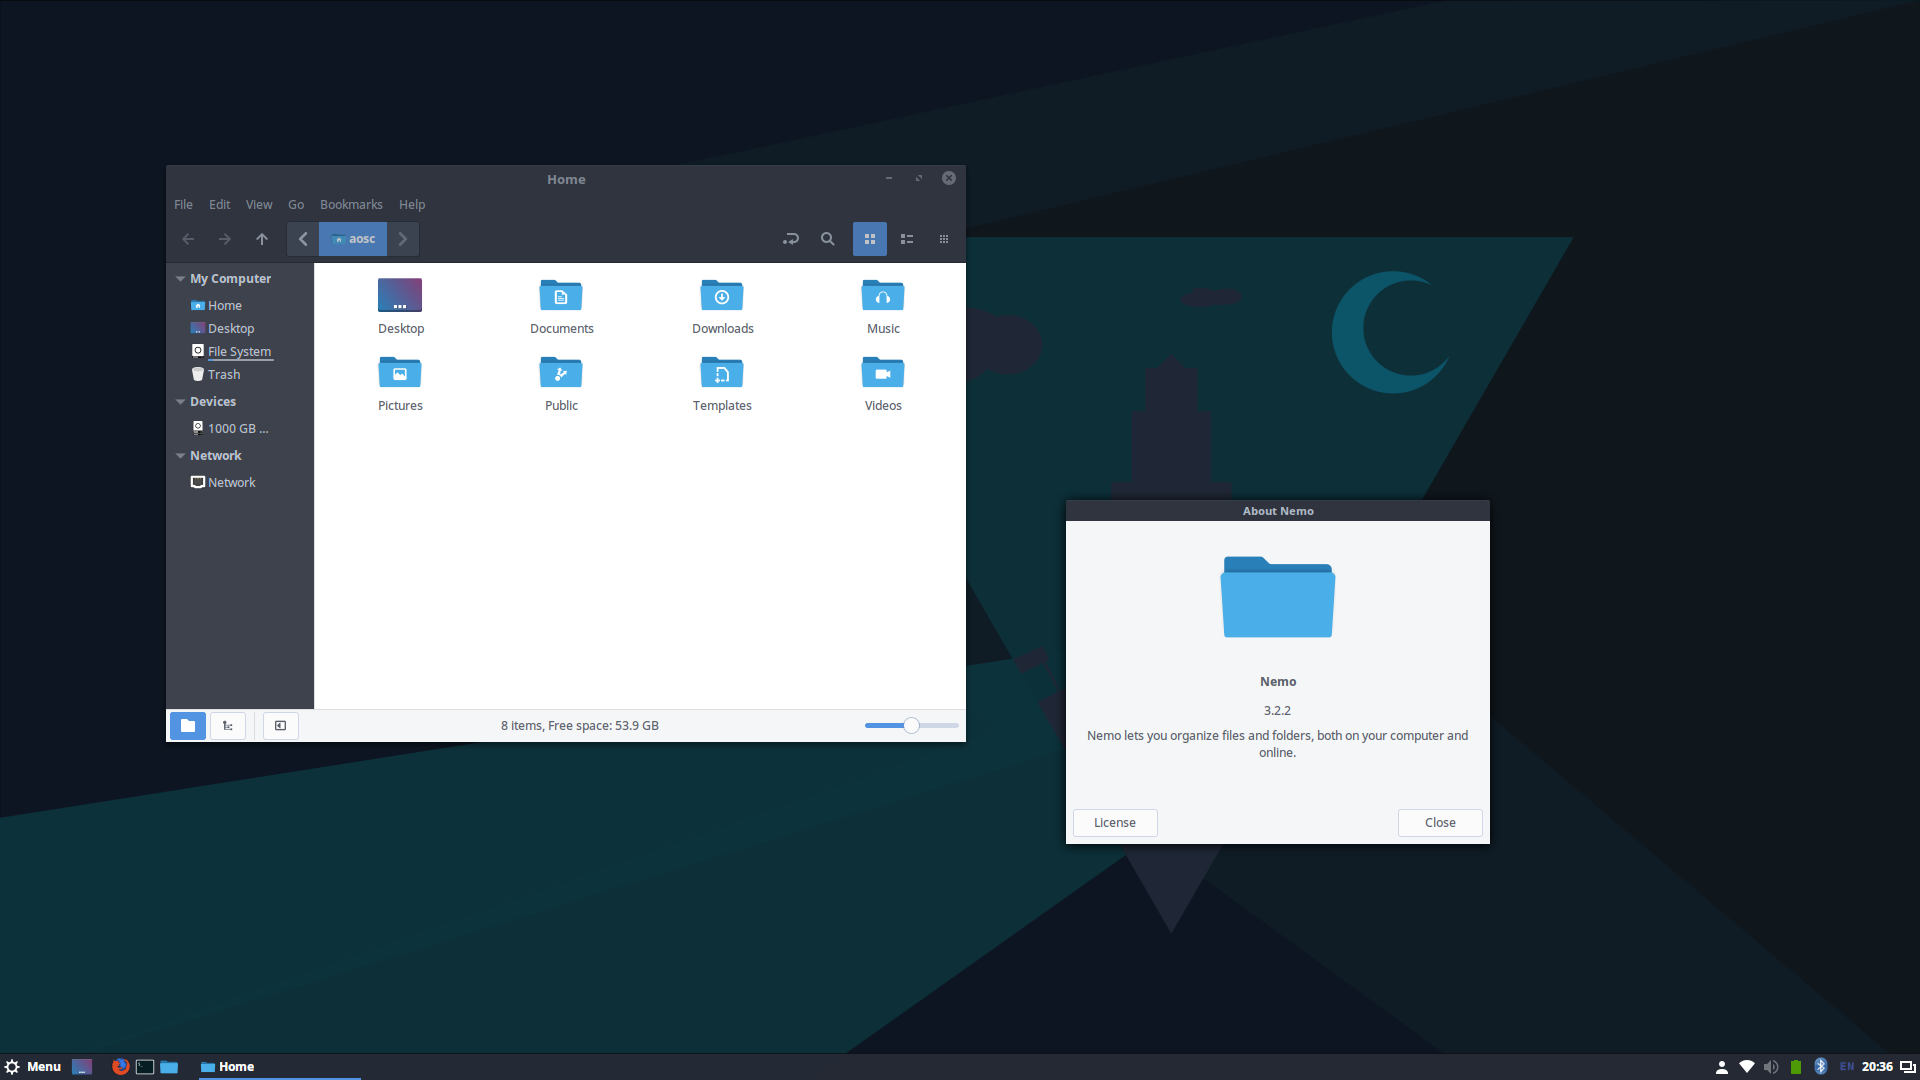 Home
File Edit View Go Bookmarks Help
aosc
My Computer
Home
Desktop
File System
Trash
Devices
1000 GB ...
Network
Network
Desktop Documents Downloads Music
Pictures Public Templates Videos
8 items, Free space: 53.9 GB
About Nemo
Nemo
3.2.2
Nemo lets you organize files and folders, both on your computer and
online.
License Close
Menu Home EN 20:36